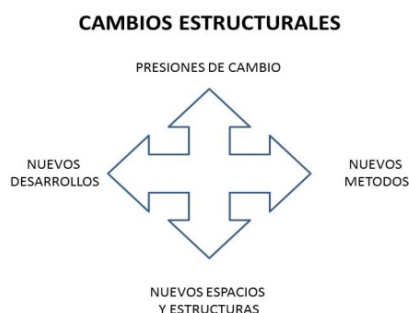 CAMBIOS ESTRUCTURALES
PRESIONES DE CAMBIO
NUEVOS
DESARROLLOS
NUEVOS
METODOS
NUEVOS ESPACIOS
Y ESTRUCTURAS